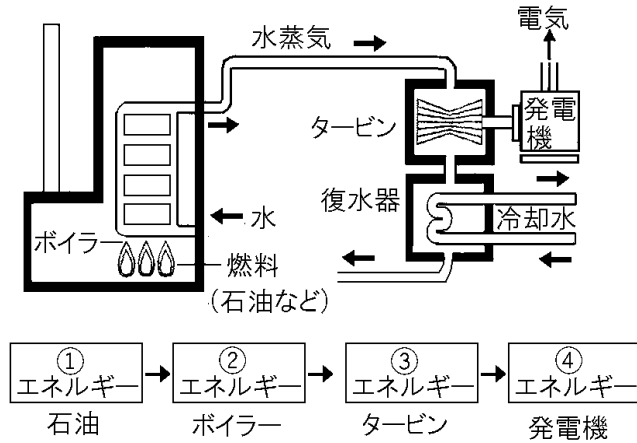 電気
水蒸気
タービン
発電
機
復水器
冷却水
水
ボイラー
燃料
(石油など)
① ② ③ ④
エネルギー エネルギー エネルギー エネルギー
石油 ボイラー タービン 発電機